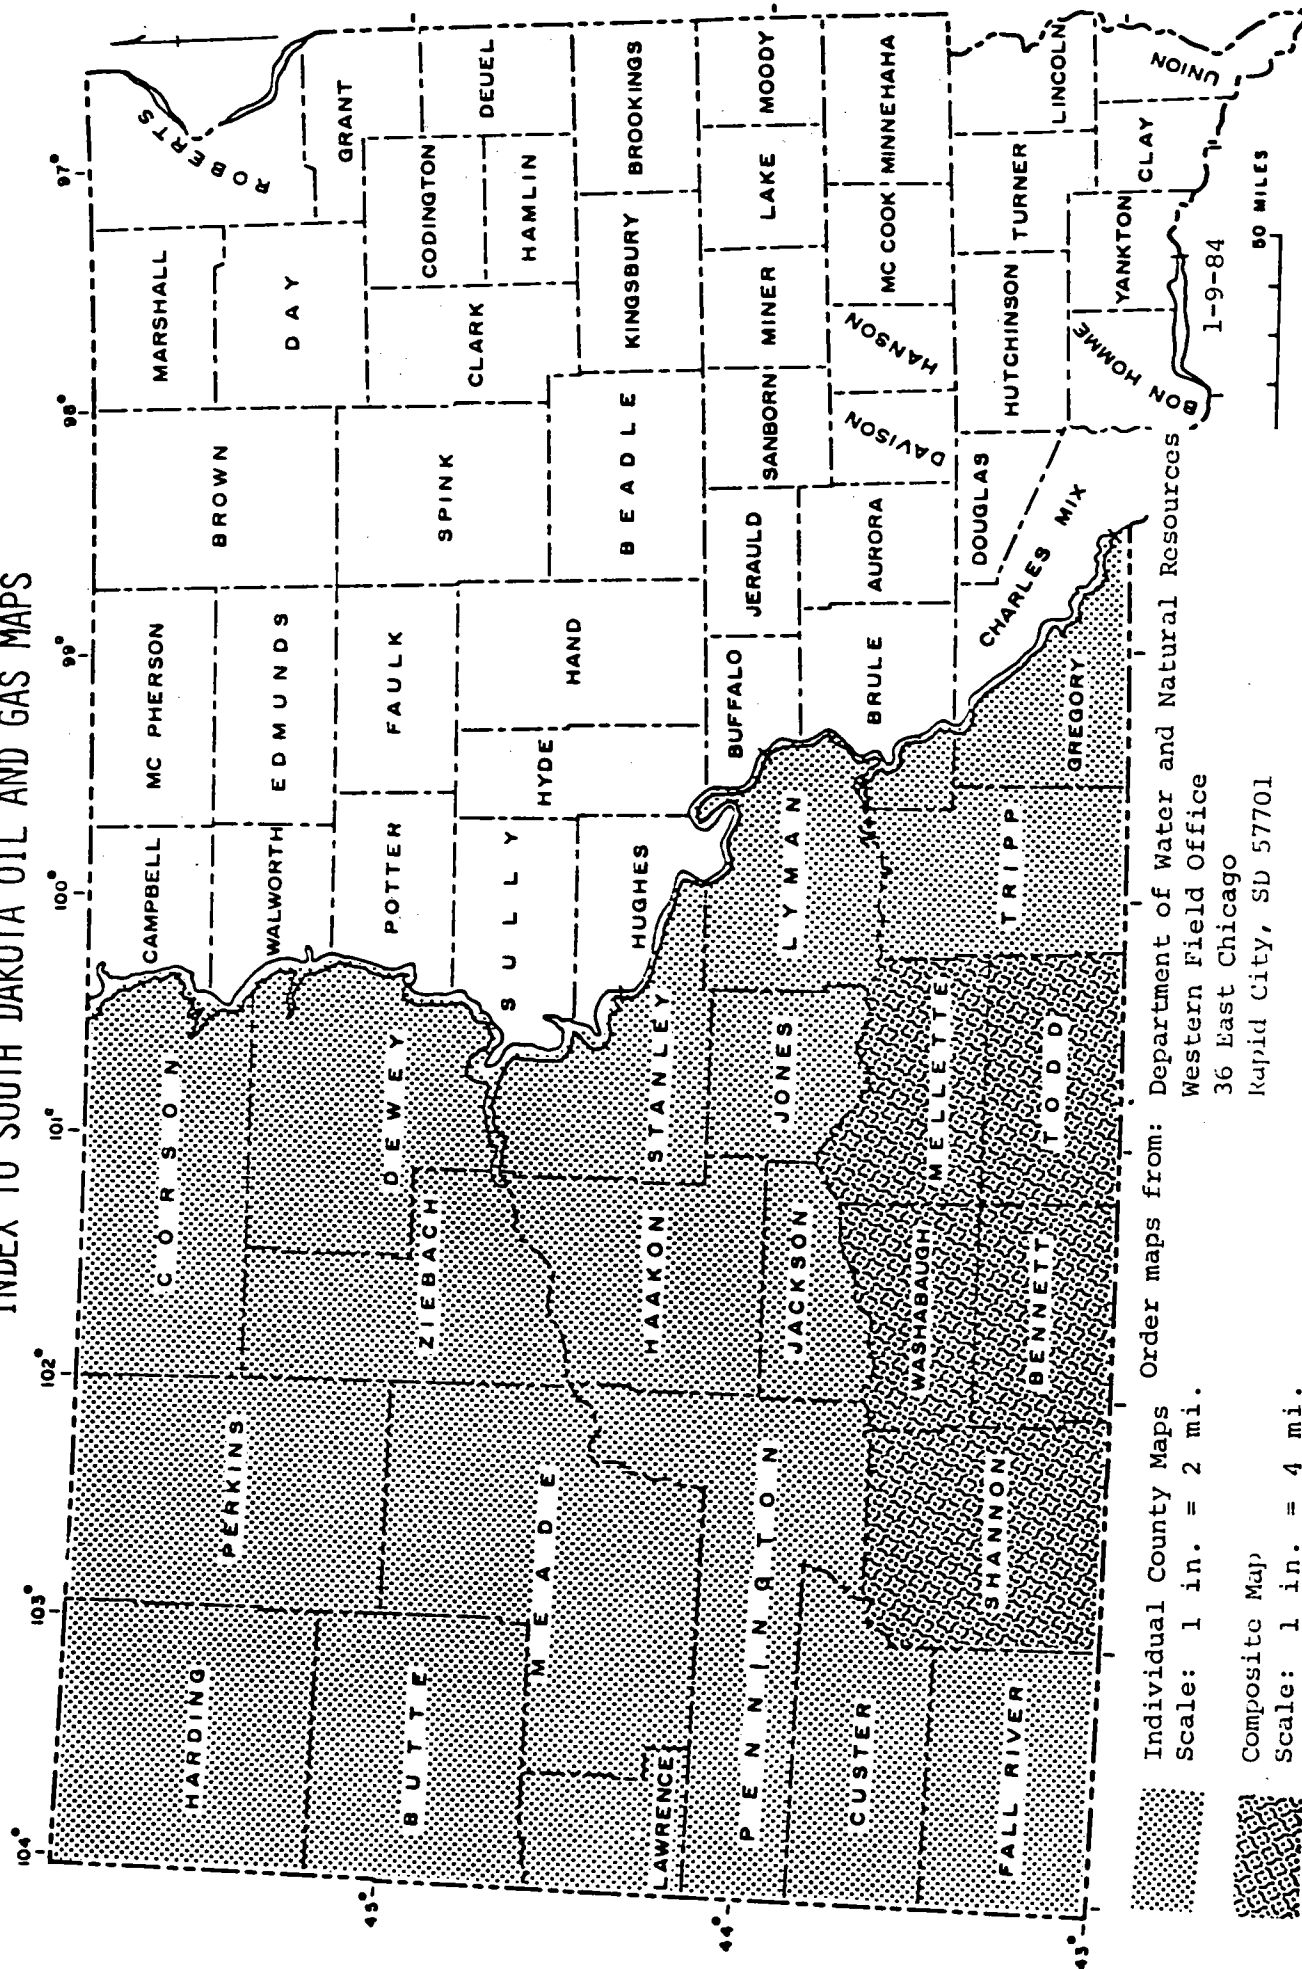 INDEX TO SOUTH DAKOTA OIL AND GAS MAPS
104° 103° 102° 101° 100° 99° 98° 97°
45°
44°
43°
HARDING
PERKINS
CORSON
CAMPBELL
MC PHERSON
BROWN
MARSHALL
ROBERTS
WALWORTH
EDMUNDS
DAY
GRANT
BUTTE
ZIEBACH
DEWEY
POTTER
FAULK
SPINK
CLARK
CODINGTON
DEUEL
HAMLIN
MEADE
SULLY
HYDE
HAND
LAWRENCE
HAAKON
STANLEY
HUGHES
BEADLE
KINGSBURY
BROOKINGS
PENNINGTON
JACKSON
JONES
LYMAN
BUFFALO
JERAULD
SANBORN
MINER
LAKE
MOODY
CUSTER
WASHABAUGH
MELLETTE
BRULE
AURORA
DAVISON
HANSON
MC COOK
MINNEHAHA
FALL RIVER
SHANNON
BENNETT
TODD
TRIPP
GREGORY
CHARLES MIX
DOUGLAS
HUTCHINSON
TURNER
LINCOLN
BON HOMME
YANKTON
CLAY
UNION
Individual County Maps
Scale: 1 in. = 2 mi.
Composite Map
Scale: 1 in. = 4 mi.
Order maps from: Department of Water and Natural Resources
Western Field Office
36 East Chicago
Rapid City, SD 57701
1-9-84
50 MILES